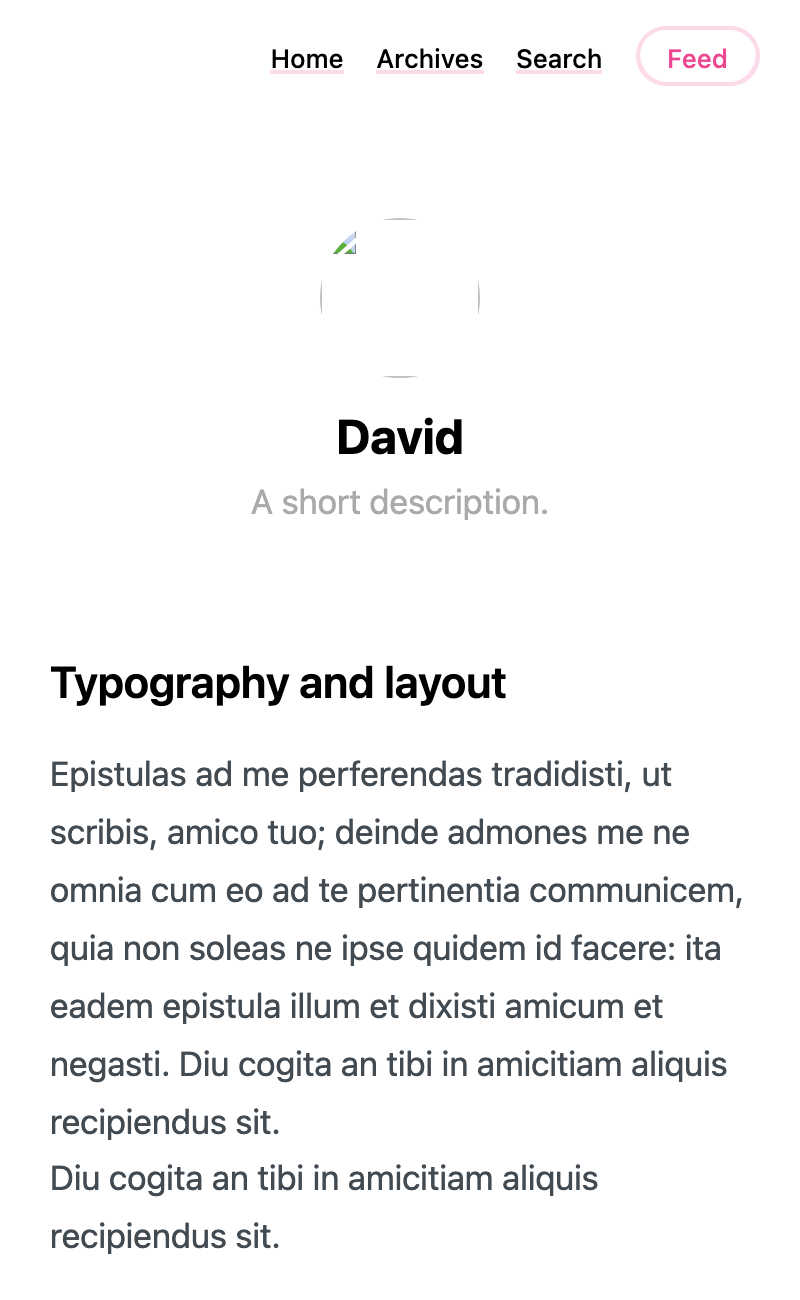 Home Archives Search Feed
David
A short description.
Typography and layout
Epistulas ad me perferendas tradidisti, ut
scribis, amico tuo; deinde admones me ne
omnia cum eo ad te pertinentia communicem,
quia non soleas ne ipse quidem id facere: ita
eadem epistula illum et dixisti amicum et
negasti. Diu cogita an tibi in amicitiam aliquis
recipiendus sit.
Diu cogita an tibi in amicitiam aliquis
recipiendus sit.